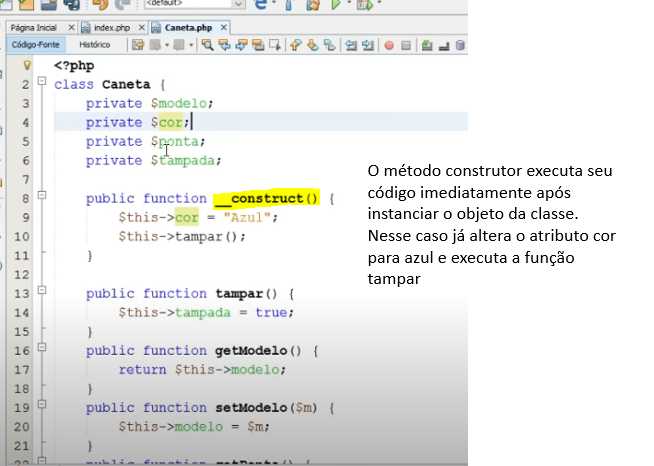 <default>
Página Inicial index.php Caneta.php
Código-Fonte Histórico
<?php
2 class Caneta {
3 private $modelo;
4 private $cor;
5 private $ponta;
6 private $tampada;
7
8 public function __construct() {
9 $this->cor = "Azul";
10 $this->tampar();
11 }
12
13 public function tampar() {
14 $this->tampada = true;
15 }
16 public function getModelo() {
17 return $this->modelo;
18 }
19 public function setModelo($m) {
20 $this->modelo = $m;
21 }
O método construtor executa seu
código imediatamente após
instanciar o objeto da classe.
Nesse caso já altera o atributo cor
para azul e executa a função
tampar